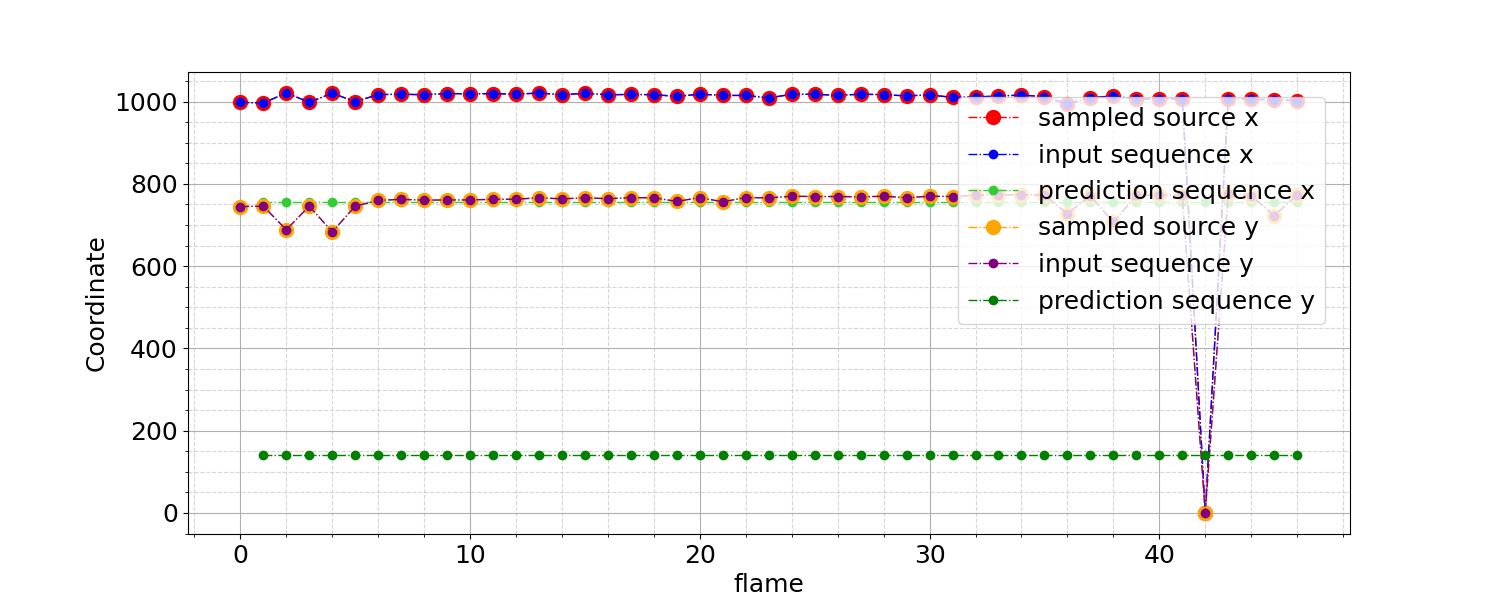 1000
800
600
400
200
0
Coordinate
sampled source x
input sequence x
prediction sequence x
sampled source y
input sequence y
prediction sequence y
0 10 20 30 40
flame